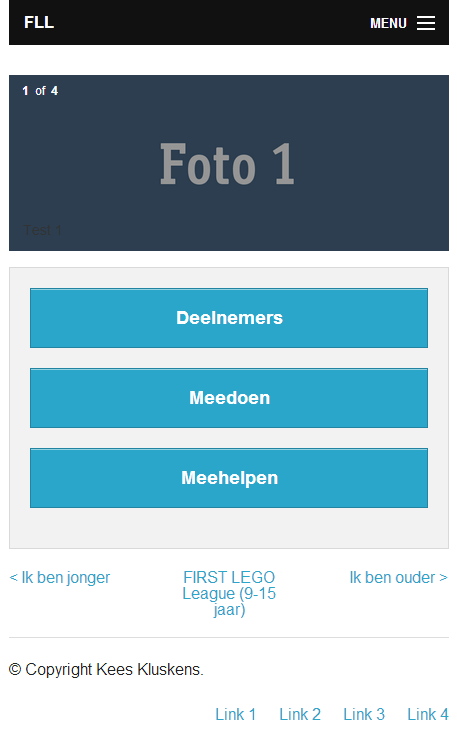 FLL MENU
1 of 4
Foto 1
Test 1
Deelnemers
Meedoen
Meehelpen
< Ik ben jonger
FIRST LEGO
League (9-15
jaar)
Ik ben ouder >
© Copyright Kees Kluskens.
Link 1 Link 2 Link 3 Link 4